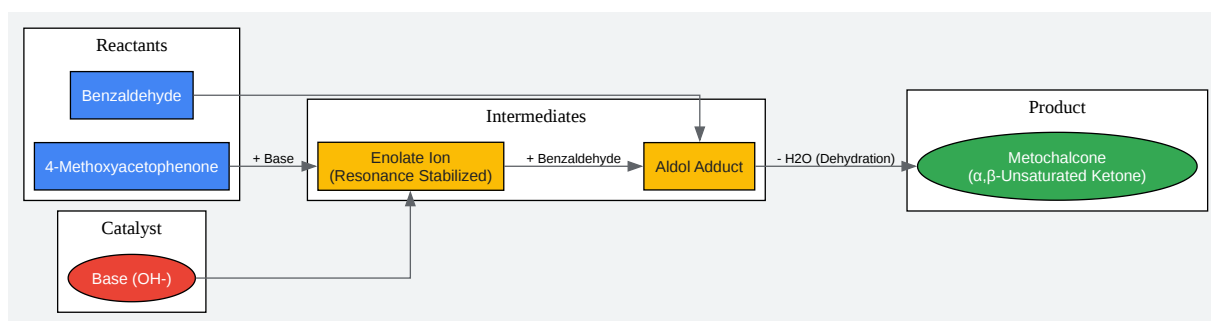 Reactants
Benzaldehyde
4-Methoxyacetophenone
+ Base
Catalyst
Base (OH-)
Intermediates
Enolate Ion
(Resonance Stabilized)
+ Benzaldehyde
Aldol Adduct
- H2O (Dehydration)
Product
Metochalcone
(α,β-Unsaturated Ketone)